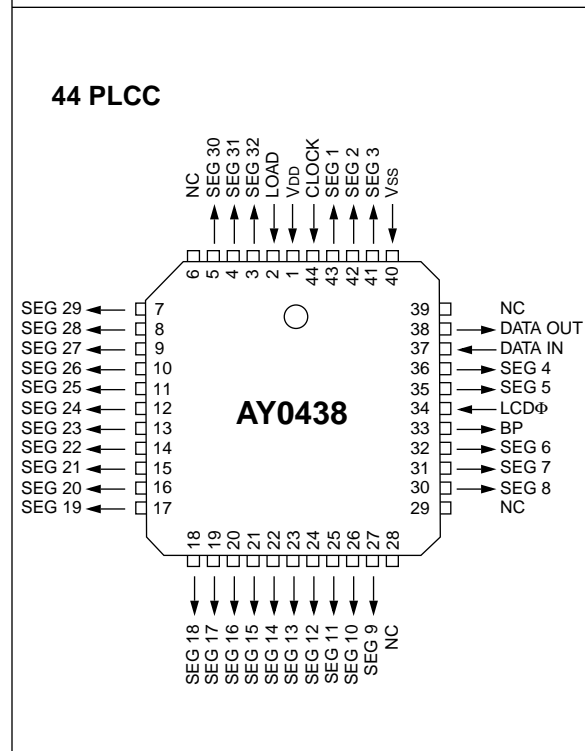 44 PLCC
NC
SEG 30
SEG 31
SEG 32
LOAD
VDD
CLOCK
SEG 1
SEG 2
SEG 3
VSS
6
5
4
3
2
1
44
43
42
41
40
SEG 29 7
SEG 28 8
SEG 27 9
SEG 26 10
SEG 25 11
SEG 24 12
SEG 23 13
SEG 22 14
SEG 21 15
SEG 20 16
SEG 19 17
AY0438
39 NC
38 DATA OUT
37 DATA IN
36 SEG 4
35 SEG 5
34 LCDΦ
33 BP
32 SEG 6
31 SEG 7
30 SEG 8
29 NC
18
19
20
21
22
23
24
25
26
27
28
SEG 18
SEG 17
SEG 16
SEG 15
SEG 14
SEG 13
SEG 12
SEG 11
SEG 10
SEG 9
NC